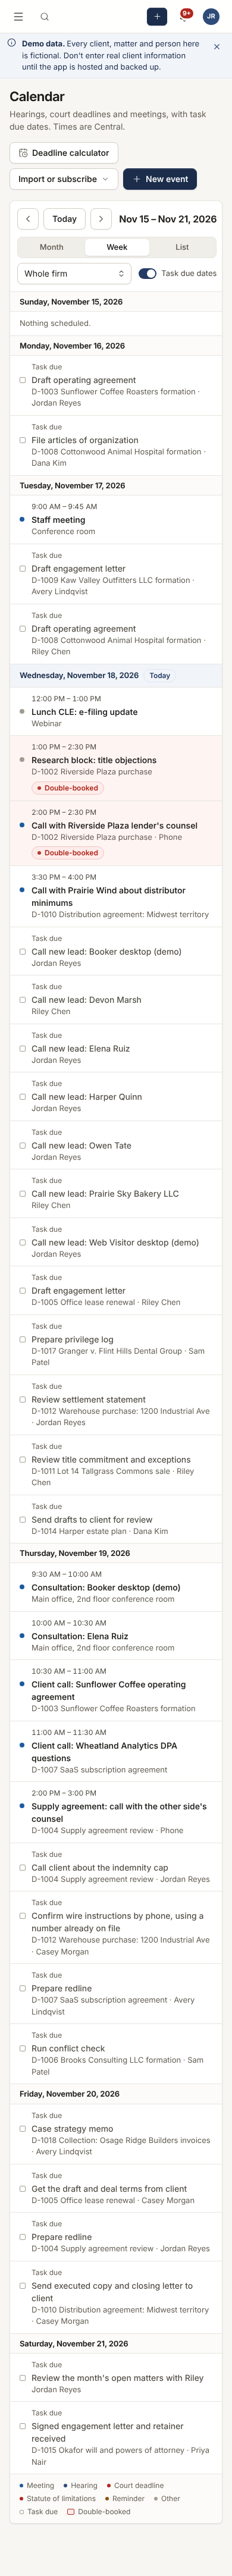 9+
JR
Demo data. Every client, matter and person here
is fictional. Don't enter real client information
until the app is hosted and backed up.
Calendar
Hearings, court deadlines and meetings, with task
due dates. Times are Central.
Deadline calculator
Import or subscribe
New event
Today
Nov 15 – Nov 21, 2026
Month
Week
List
Whole firm
Task due dates
Sunday, November 15, 2026
Nothing scheduled.
Monday, November 16, 2026
Task due
Draft operating agreement
D-1003 Sunflower Coffee Roasters formation ·
Jordan Reyes
Task due
File articles of organization
D-1008 Cottonwood Animal Hospital formation ·
Dana Kim
Tuesday, November 17, 2026
9:00 AM – 9:45 AM
Staff meeting
Conference room
Task due
Draft engagement letter
D-1009 Kaw Valley Outfitters LLC formation ·
Avery Lindqvist
Task due
Draft operating agreement
D-1008 Cottonwood Animal Hospital formation ·
Riley Chen
Wednesday, November 18, 2026 Today
12:00 PM – 1:00 PM
Lunch CLE: e-filing update
Webinar
1:00 PM – 2:30 PM
Research block: title objections
D-1002 Riverside Plaza purchase
Double-booked
2:00 PM – 2:30 PM
Call with Riverside Plaza lender's counsel
D-1002 Riverside Plaza purchase · Phone
Double-booked
3:30 PM – 4:00 PM
Call with Prairie Wind about distributor
minimums
D-1010 Distribution agreement: Midwest territory
Task due
Call new lead: Booker desktop (demo)
Jordan Reyes
Task due
Call new lead: Devon Marsh
Riley Chen
Task due
Call new lead: Elena Ruiz
Jordan Reyes
Task due
Call new lead: Harper Quinn
Jordan Reyes
Task due
Call new lead: Owen Tate
Jordan Reyes
Task due
Call new lead: Prairie Sky Bakery LLC
Riley Chen
Task due
Call new lead: Web Visitor desktop (demo)
Jordan Reyes
Task due
Draft engagement letter
D-1005 Office lease renewal · Riley Chen
Task due
Prepare privilege log
D-1017 Granger v. Flint Hills Dental Group · Sam
Patel
Task due
Review settlement statement
D-1012 Warehouse purchase: 1200 Industrial Ave
· Jordan Reyes
Task due
Review title commitment and exceptions
D-1011 Lot 14 Tallgrass Commons sale · Riley
Chen
Task due
Send drafts to client for review
D-1014 Harper estate plan · Dana Kim
Thursday, November 19, 2026
9:30 AM – 10:00 AM
Consultation: Booker desktop (demo)
Main office, 2nd floor conference room
10:00 AM – 10:30 AM
Consultation: Elena Ruiz
Main office, 2nd floor conference room
10:30 AM – 11:00 AM
Client call: Sunflower Coffee operating
agreement
D-1003 Sunflower Coffee Roasters formation
11:00 AM – 11:30 AM
Client call: Wheatland Analytics DPA
questions
D-1007 SaaS subscription agreement
2:00 PM – 3:00 PM
Supply agreement: call with the other side's
counsel
D-1004 Supply agreement review · Phone
Task due
Call client about the indemnity cap
D-1004 Supply agreement review · Jordan Reyes
Task due
Confirm wire instructions by phone, using a
number already on file
D-1012 Warehouse purchase: 1200 Industrial Ave
· Casey Morgan
Task due
Prepare redline
D-1007 SaaS subscription agreement · Avery
Lindqvist
Task due
Run conflict check
D-1006 Brooks Consulting LLC formation · Sam
Patel
Friday, November 20, 2026
Task due
Case strategy memo
D-1018 Collection: Osage Ridge Builders invoices
· Avery Lindqvist
Task due
Get the draft and deal terms from client
D-1005 Office lease renewal · Casey Morgan
Task due
Prepare redline
D-1004 Supply agreement review · Jordan Reyes
Task due
Send executed copy and closing letter to
client
D-1010 Distribution agreement: Midwest territory
· Casey Morgan
Saturday, November 21, 2026
Task due
Review the month's open matters with Riley
Jordan Reyes
Task due
Signed engagement letter and retainer
received
D-1015 Okafor will and powers of attorney · Priya
Nair
Meeting Hearing Court deadline
Statute of limitations Reminder Other
Task due Double-booked